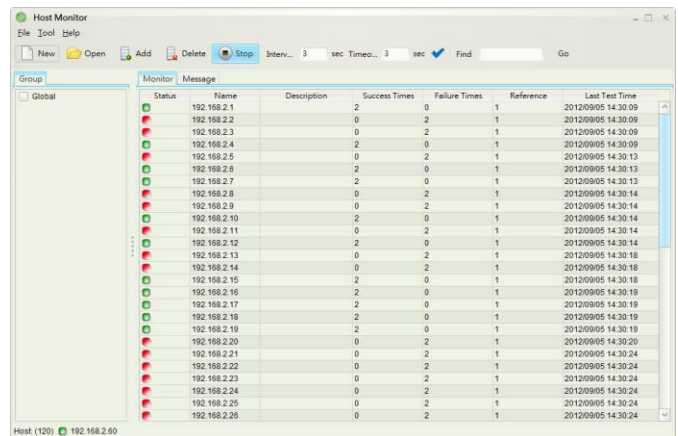 Host Monitor
File Tool Help
New Open Add Delete Stop Interv... 3 sec Timeo... 3 sec Find Go
Group Monitor Message
Global
Status Name Description Success Times Failure Times Reference Last Test Time
192.168.2.1 2 0 1 2012/09/05 14:30:09
192.168.2.2 0 2 1 2012/09/05 14:30:09
192.168.2.3 0 2 1 2012/09/05 14:30:09
192.168.2.4 2 0 1 2012/09/05 14:30:09
192.168.2.5 0 2 1 2012/09/05 14:30:13
192.168.2.6 2 0 1 2012/09/05 14:30:13
192.168.2.7 2 0 1 2012/09/05 14:30:13
192.168.2.8 0 2 1 2012/09/05 14:30:14
192.168.2.9 0 2 1 2012/09/05 14:30:14
192.168.2.10 2 0 1 2012/09/05 14:30:14
192.168.2.11 0 2 1 2012/09/05 14:30:14
192.168.2.12 2 0 1 2012/09/05 14:30:14
192.168.2.13 0 2 1 2012/09/05 14:30:18
192.168.2.14 0 2 1 2012/09/05 14:30:18
192.168.2.15 2 0 1 2012/09/05 14:30:18
192.168.2.16 2 0 1 2012/09/05 14:30:19
192.168.2.17 2 0 1 2012/09/05 14:30:19
192.168.2.18 2 0 1 2012/09/05 14:30:19
192.168.2.19 2 0 1 2012/09/05 14:30:19
192.168.2.20 0 2 1 2012/09/05 14:30:20
192.168.2.21 0 2 1 2012/09/05 14:30:24
192.168.2.22 0 2 1 2012/09/05 14:30:24
192.168.2.23 0 2 1 2012/09/05 14:30:24
192.168.2.24 0 2 1 2012/09/05 14:30:24
192.168.2.25 0 2 1 2012/09/05 14:30:24
192.168.2.26 0 2 1 2012/09/05 14:30:24
Host: (120) 192.168.2.60